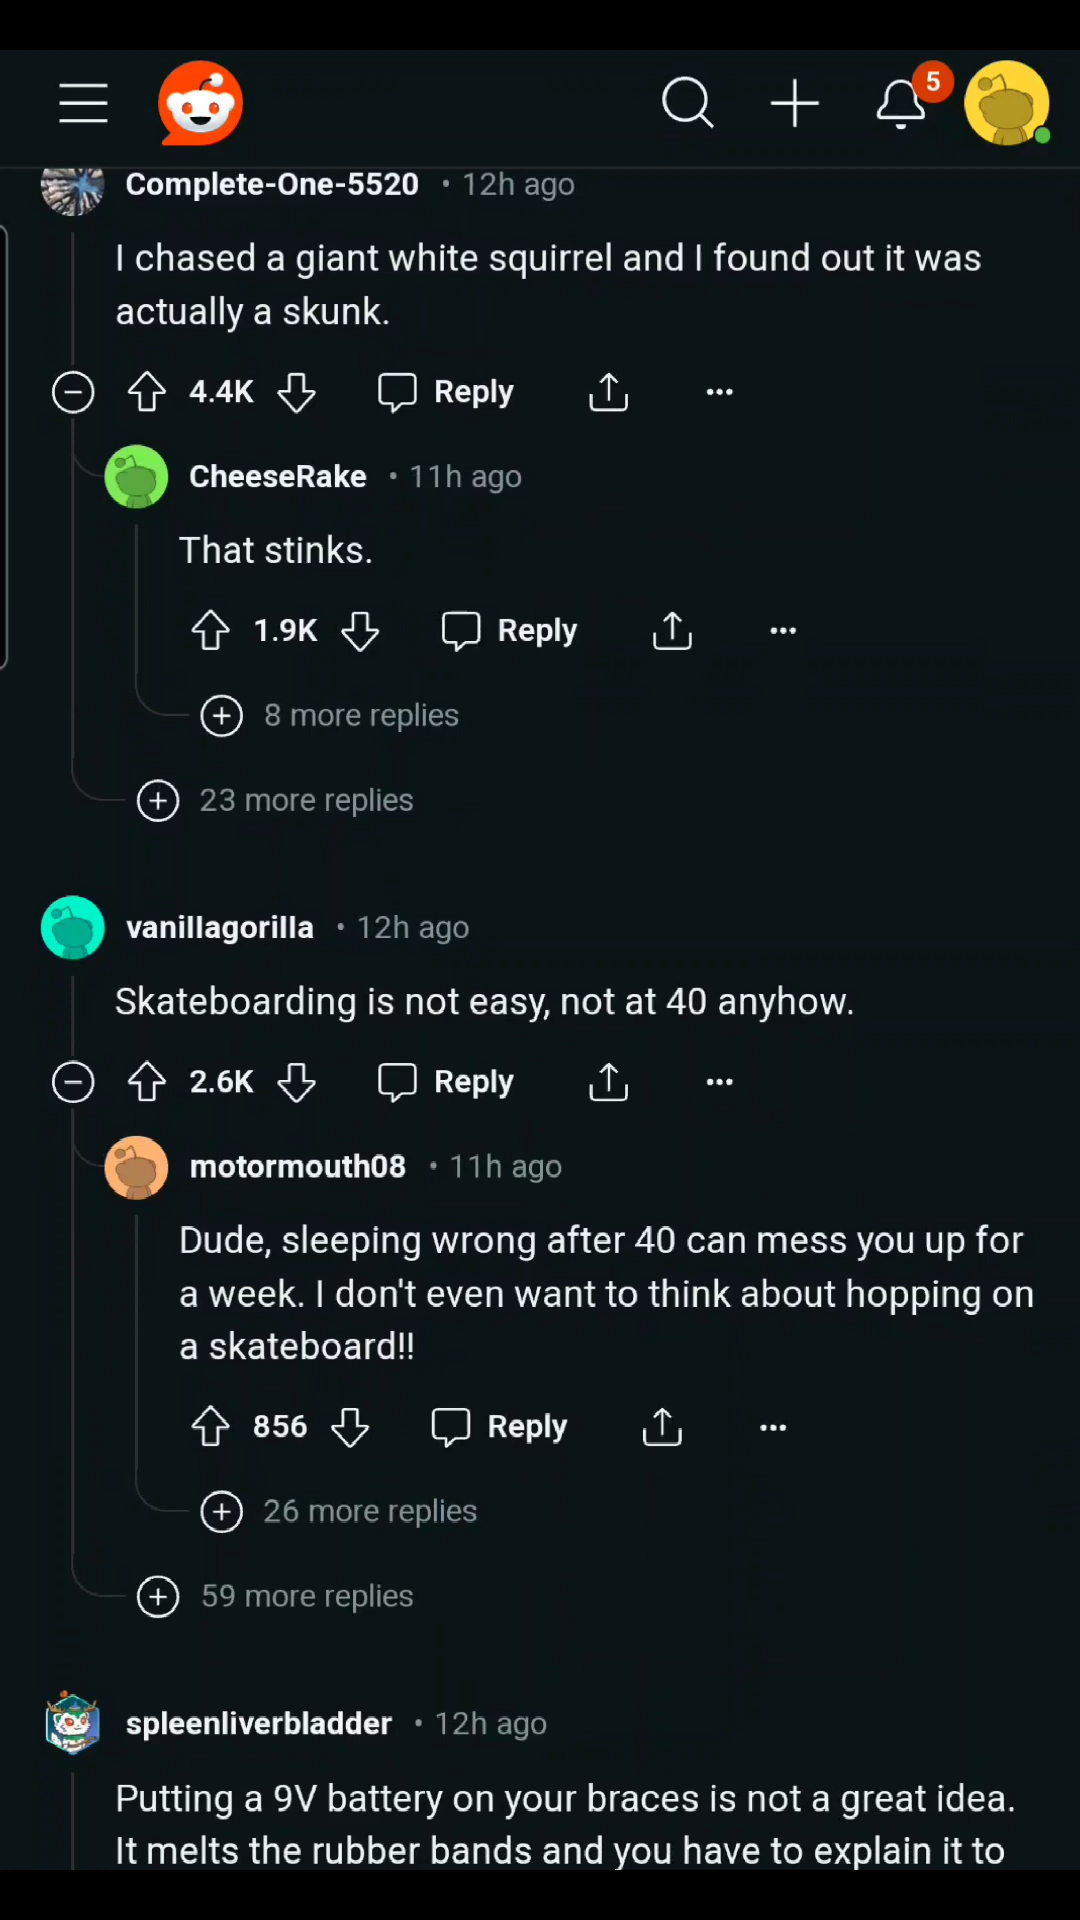 5
Complete-One-5520 • 12h ago
I chased a giant white squirrel and I found out it was
actually a skunk.
4.4K Reply
CheeseRake • 11h ago
That stinks.
1.9K Reply
8 more replies
23 more replies
vanillagorilla • 12h ago
Skateboarding is not easy, not at 40 anyhow.
2.6K Reply
motormouth08 • 11h ago
Dude, sleeping wrong after 40 can mess you up for
a week. I don't even want to think about hopping on
a skateboard!!
856 Reply
26 more replies
59 more replies
spleenliverbladder • 12h ago
Putting a 9V battery on your braces is not a great idea.
It melts the rubber bands and you have to explain it to